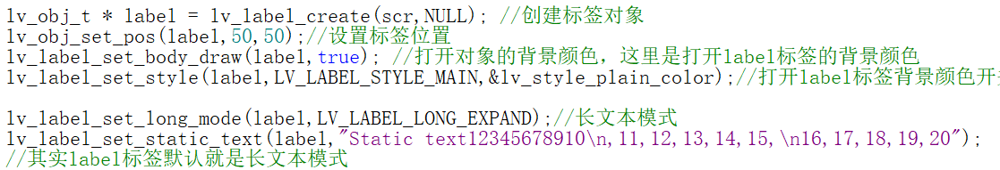 lv_obj_t * label = lv_label_create(scr,NULL); //创建标签对象
lv_obj_set_pos(label,50,50);//设置标签位置
lv_label_set_body_draw(label,true); //打开对象的背景颜色，这里是打开label标签的背景颜色
lv_label_set_style(label,LV_LABEL_STYLE_MAIN,&lv_style_plain_color);//打开label标签背景颜色开
lv_label_set_long_mode(label,LV_LABEL_LONG_EXPAND);//长文本模式
lv_label_set_static_text(label,"Static text12345678910\n,11,12,13,14,15,\n16,17,18,19,20");
//其实label标签默认就是长文本模式